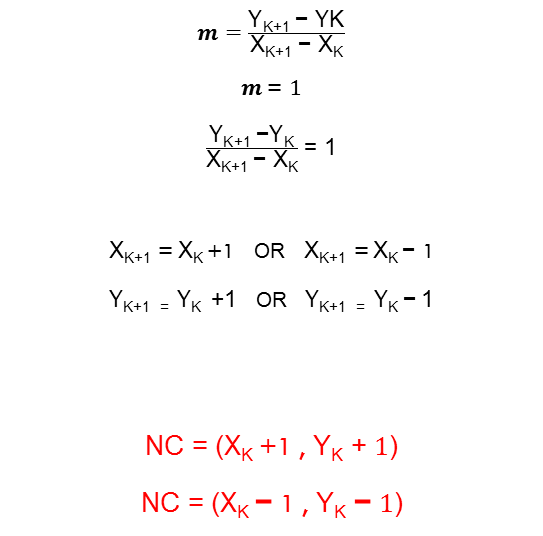 m = Y_{K+1} − YK / X_{K+1} − X_K
m = 1
Y_{K+1} −Y_K / X_{K+1} − X_K = 1
X_{K+1} = X_K +1 OR X_{K+1} = X_K − 1
Y_{K+1} = Y_K +1 OR Y_{K+1} = Y_K − 1
NC = (X_K +1 , Y_K + 1)
NC = (X_K − 1 , Y_K − 1)